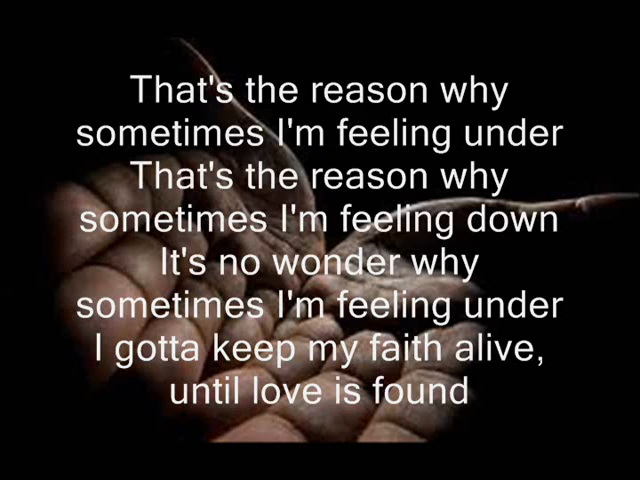 That's the reason why
sometimes I'm feeling under
That's the reason why
sometimes I'm feeling down
It's no wonder why
sometimes I'm feeling under
I gotta keep my faith alive,
until love is found